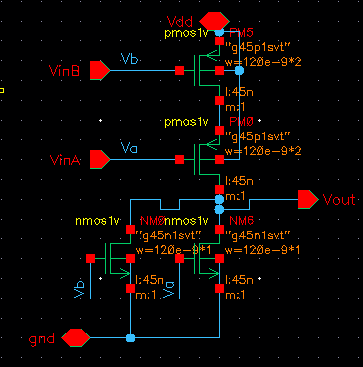 Vdd
pmos1v PM5
"g45p1svt"
VinB Vb w=120e-9*2
l:45n
m:1
pmos1v PM0
"g45p1svt"
VinA Va w=120e-9*2
l:45n
m:1
Vout
nmos1v NM0 nmos1v NM6
"g45n1svt" "g45n1svt"
w=120e-9*1 w=120e-9*1
Vb l:45n Va l:45n
m:1 m:1
gnd